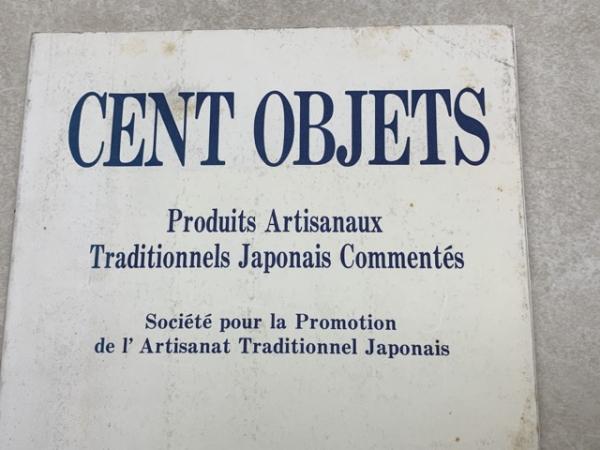 CENT OBJETS
Produits Artisanaux
Traditionnels Japonais Commentés
Société pour la Promotion
de l' Artisanat Traditionnel Japonais